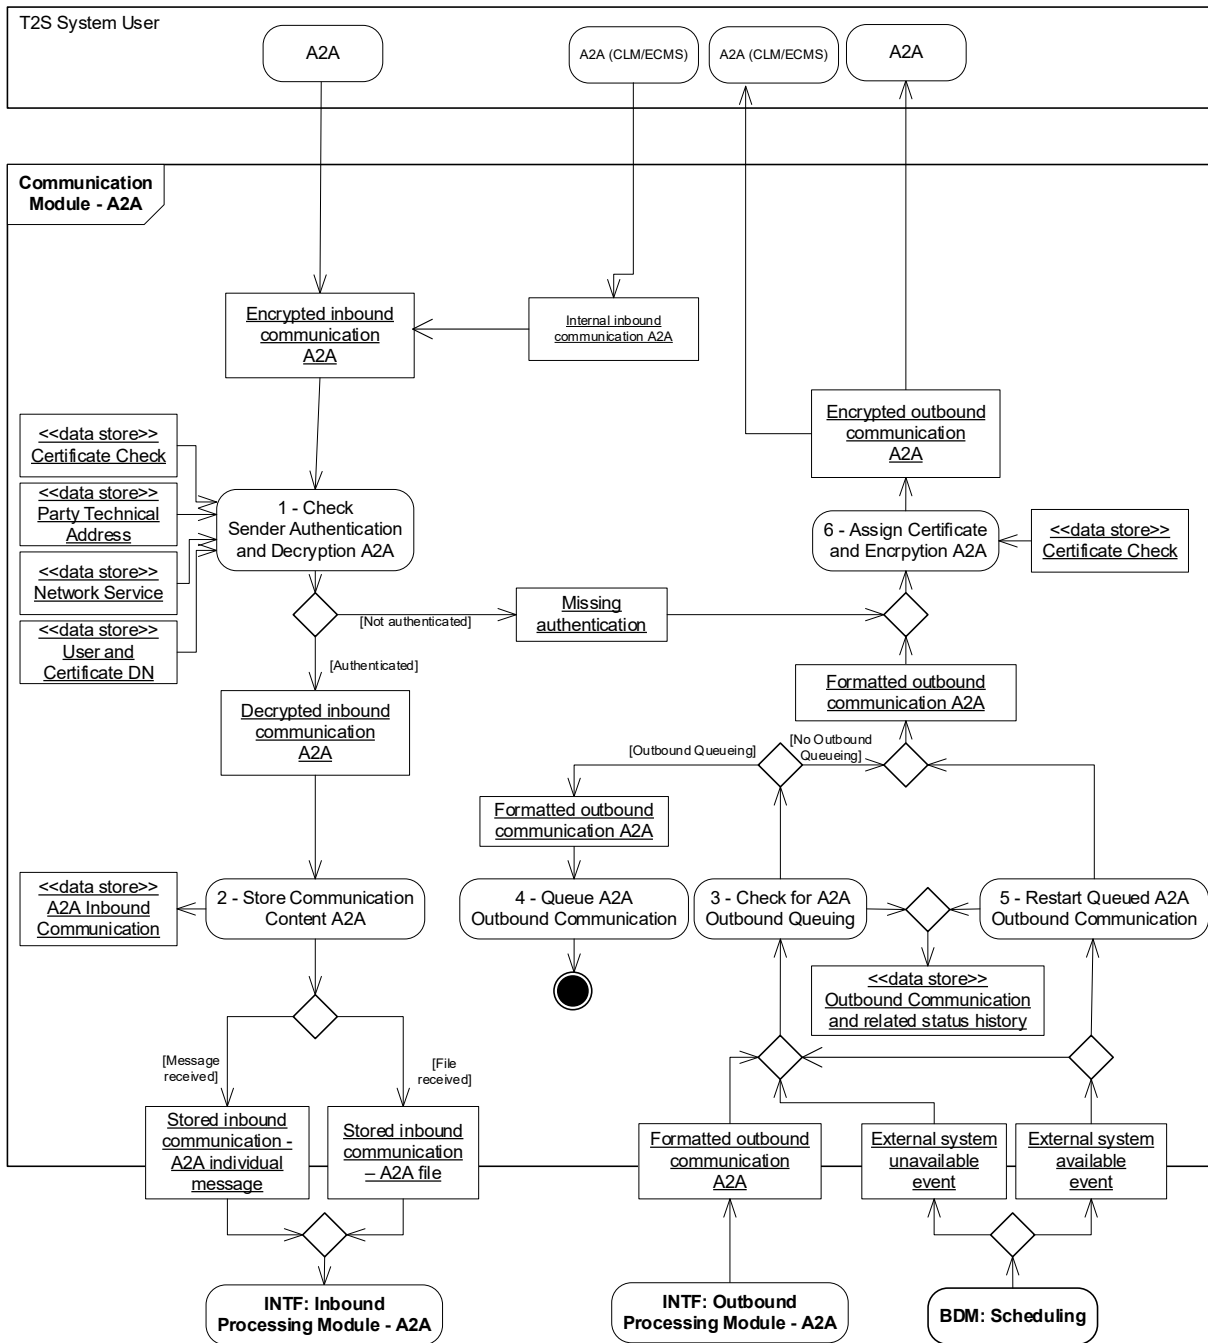 T2S System User
A2A
A2A (CLM/ECMS)
A2A (CLM/ECMS)
A2A
Communication
Module - A2A
Encrypted inbound
communication
A2A
Internal inbound
communication A2A
Encrypted outbound
communication
A2A
<<data store>>
Certificate Check
<<data store>>
Party Technical
Address
<<data store>>
Network Service
<<data store>>
User and
Certificate DN
1 - Check
Sender Authentication
and Decryption A2A
6 - Assign Certificate
and Encrpytion A2A
<<data store>>
Certificate Check
[Not authenticated]
Missing
authentication
[Authenticated]
Decrypted inbound
communication
A2A
Formatted outbound
communication A2A
[Outbound Queueing]
[No Outbound
Queueing]
Formatted outbound
communication A2A
<<data store>>
A2A Inbound
Communication
2 - Store Communication
Content A2A
4 - Queue A2A
Outbound Communication
3 - Check for A2A
Outbound Queuing
5 - Restart Queued A2A
Outbound Communication
<<data store>>
Outbound Communication
and related status history
[Message
received]
[File
received]
Stored inbound
communication -
A2A individual
message
Stored inbound
communication
– A2A file
Formatted outbound
communication
A2A
External system
unavailable
event
External system
available
event
INTF: Inbound
Processing Module - A2A
INTF: Outbound
Processing Module - A2A
BDM: Scheduling